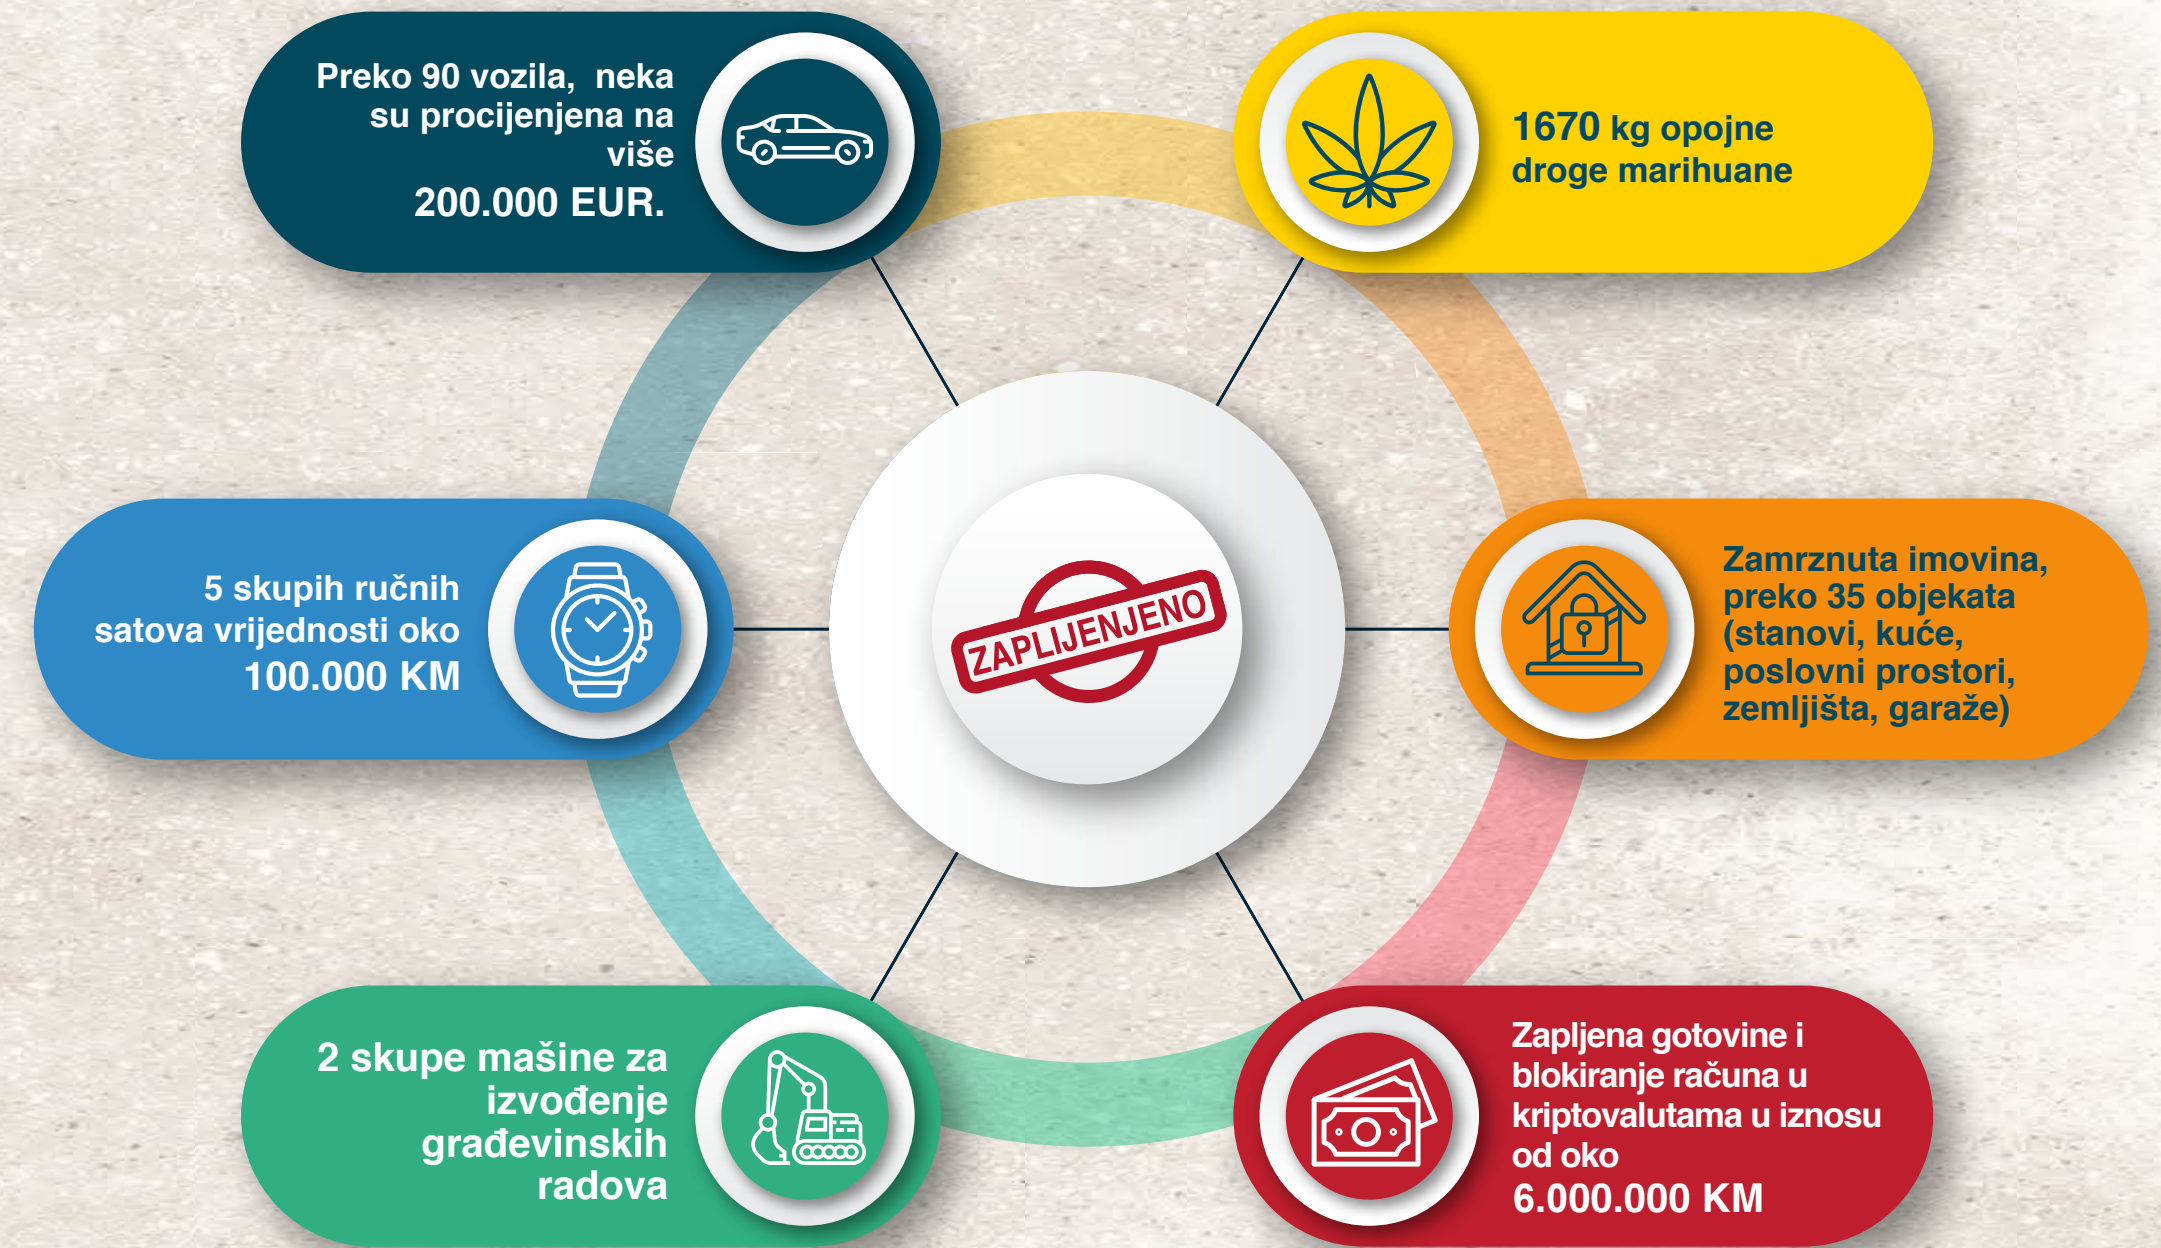 Preko 90 vozila, neka
su procijenjena na
više
200.000 EUR.
1670 kg opojne
droge marihuane
5 skupih ručnih
satova vrijednosti oko
100.000 KM
ZAPLIJENJENO
Zamrznuta imovina,
preko 35 objekata
(stanovi, kuće,
poslovni prostori,
zemljišta, garaže)
2 skupe mašine za
izvođenje
građevinskih
radova
Zapljena gotovine i
blokiranje računa u
kriptovalutama u iznosu
od oko
6.000.000 KM